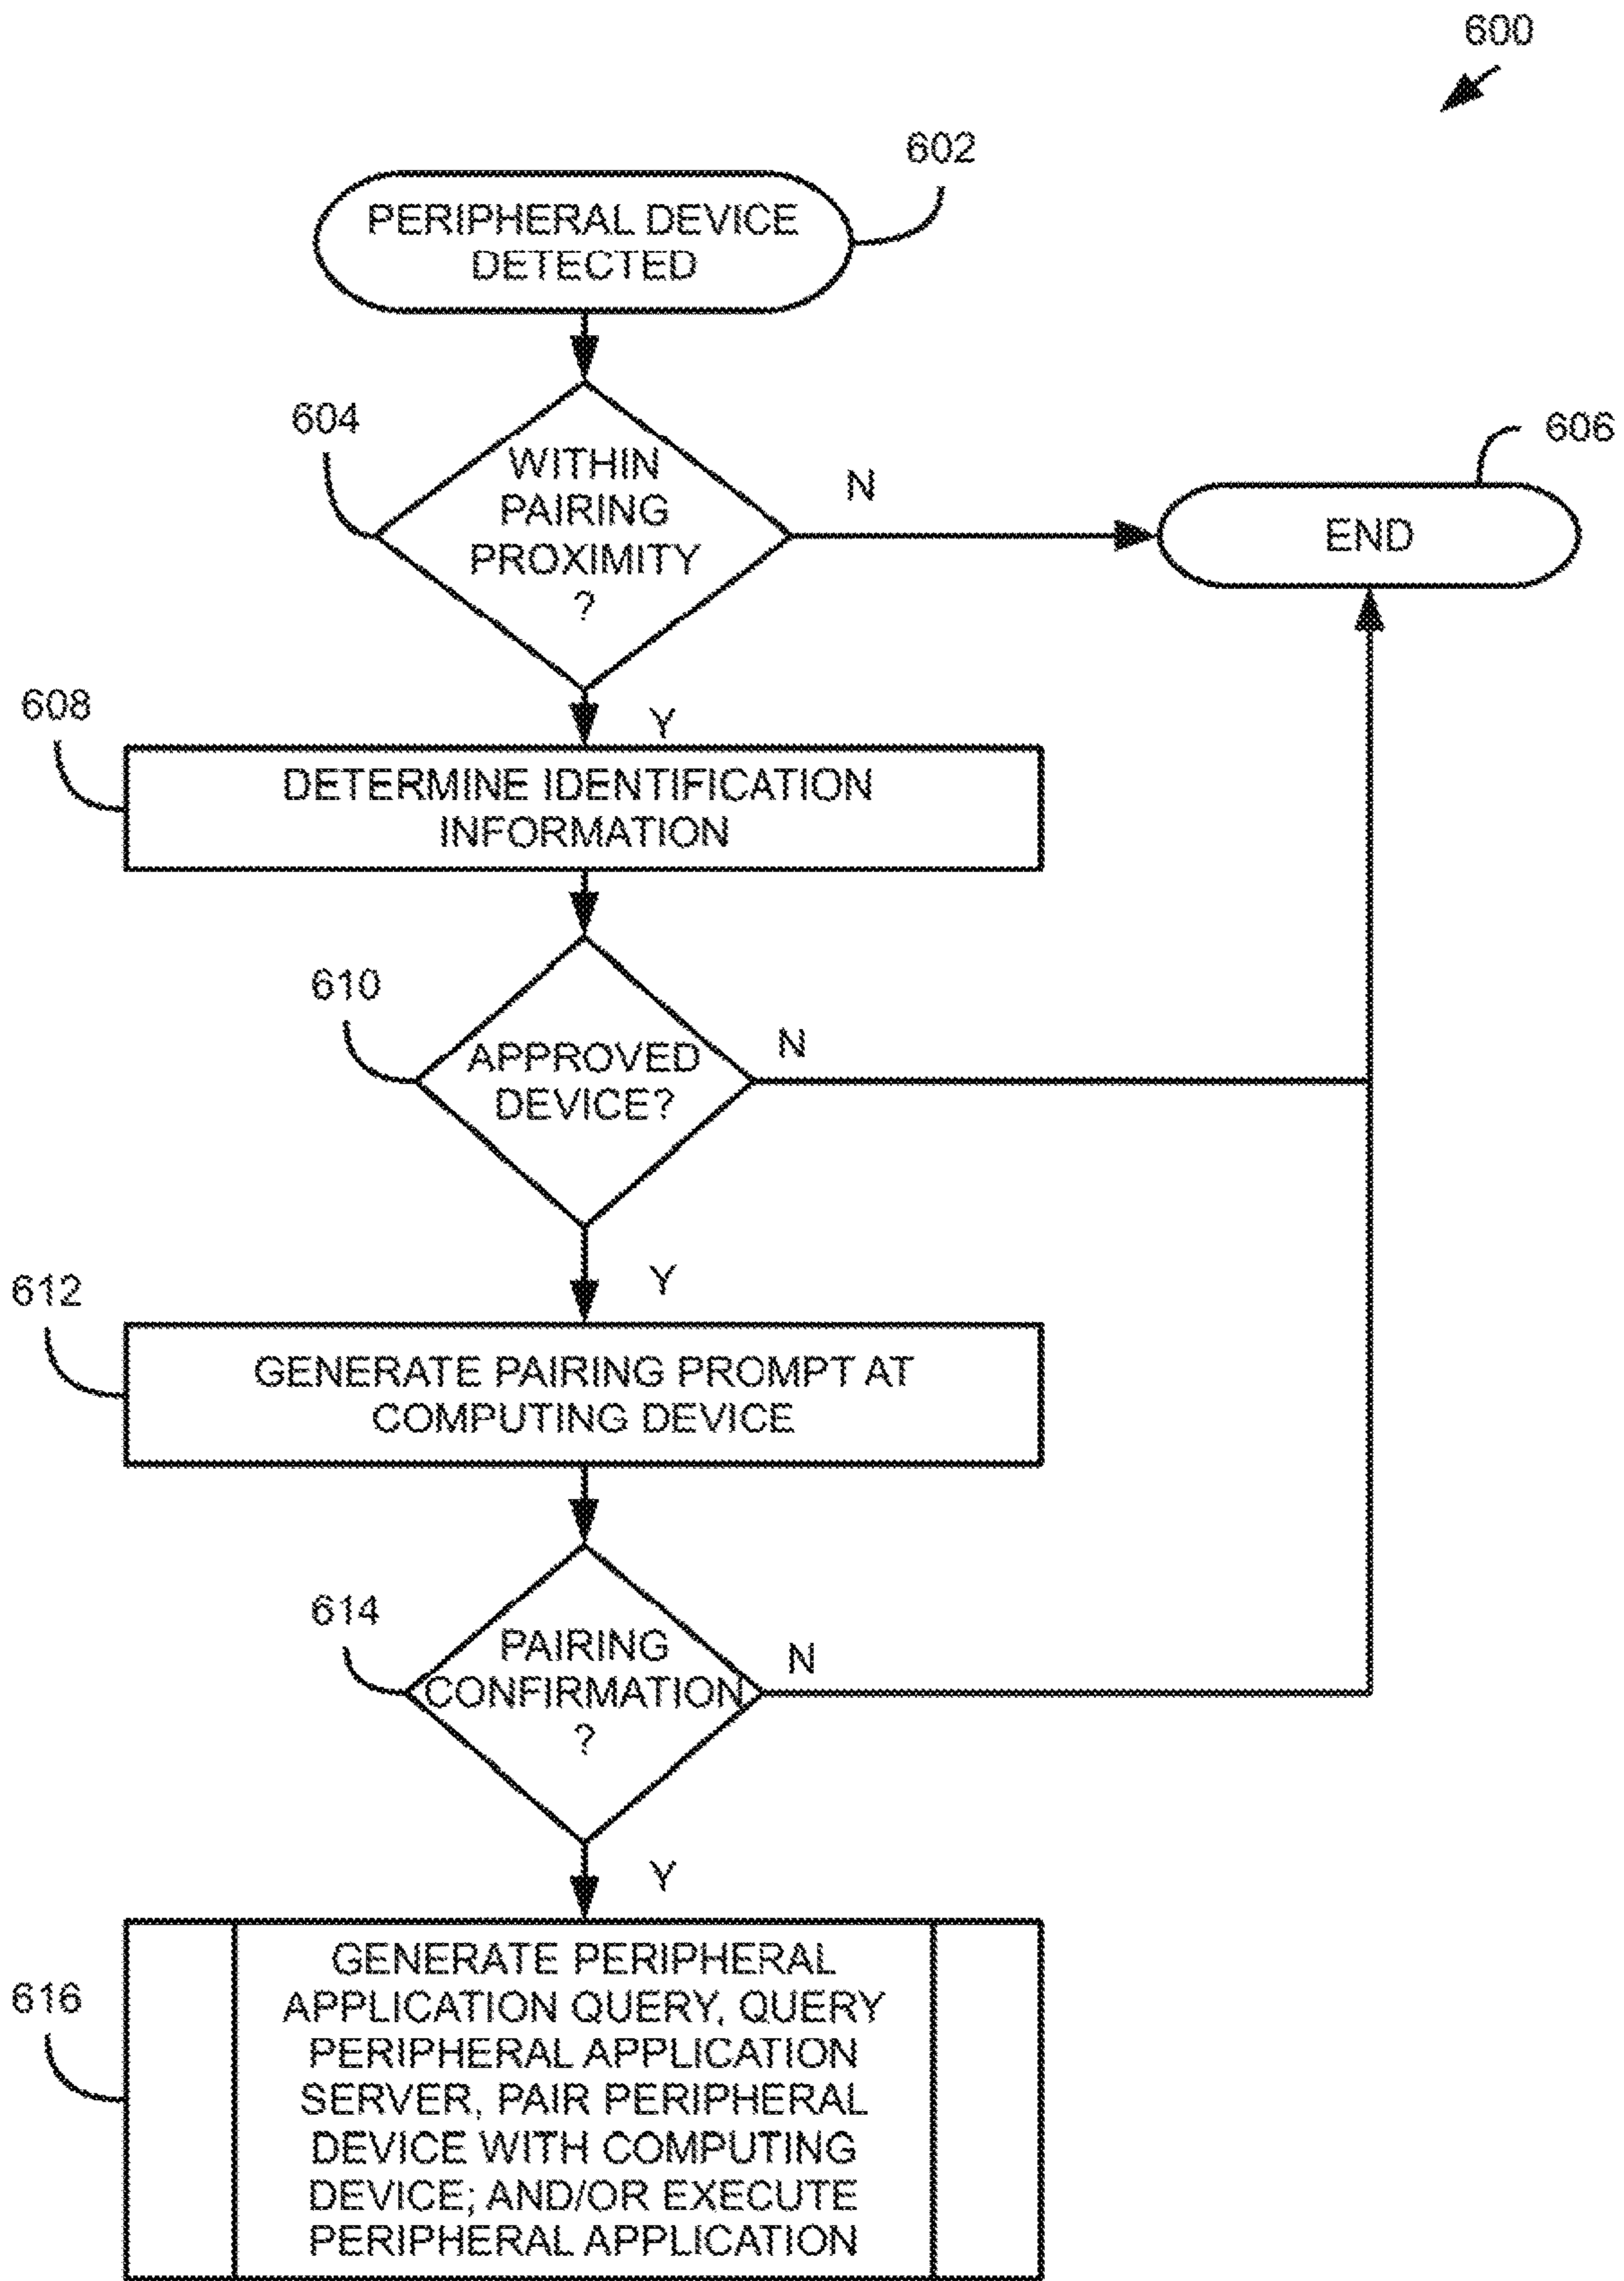 600
602
PERIPHERAL DEVICE
DETECTED
604
WITHIN
PAIRING
PROXIMITY
?
N
606
END
Y
608
DETERMINE IDENTIFICATION
INFORMATION
610
APPROVED
DEVICE?
N
Y
612
GENERATE PAIRING PROMPT AT
COMPUTING DEVICE
614
PAIRING
CONFIRMATION
?
N
Y
616
GENERATE PERIPHERAL
APPLICATION QUERY, QUERY
PERIPHERAL APPLICATION
SERVER, PAIR PERIPHERAL
DEVICE WITH COMPUTING
DEVICE; AND/OR EXECUTE
PERIPHERAL APPLICATION